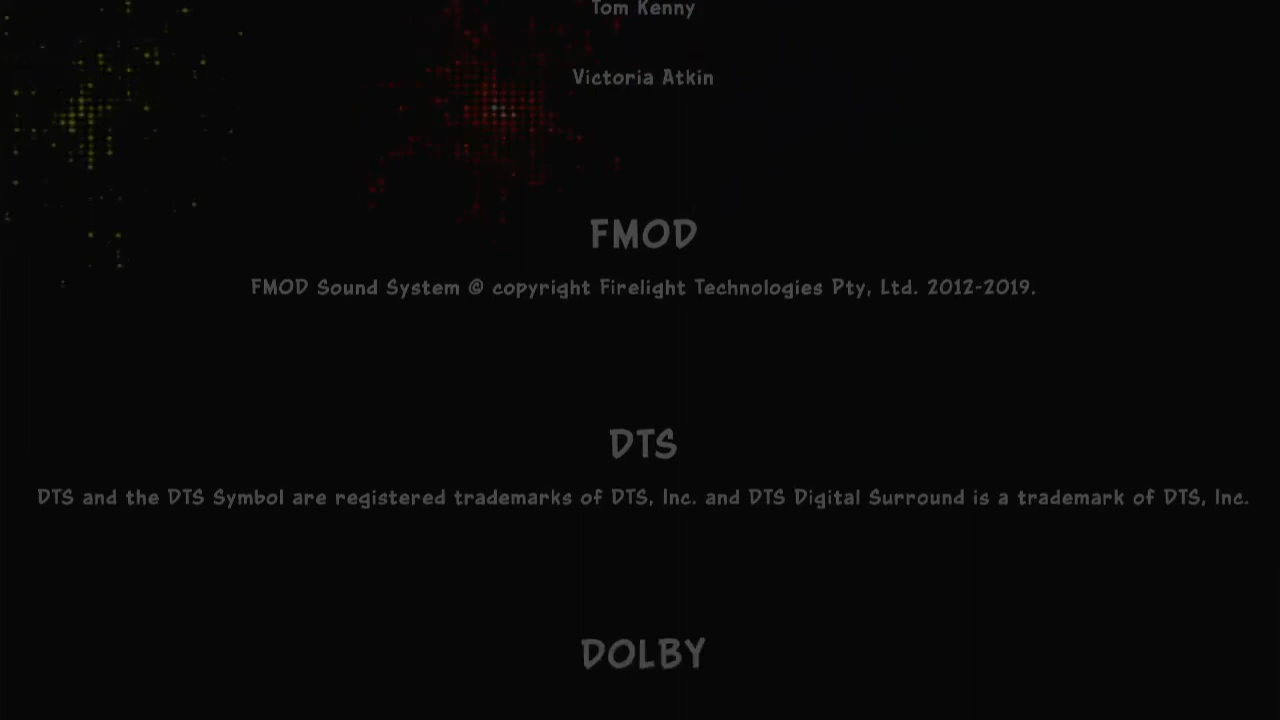 Tom Kenny
Victoria Atkin
FMOD
FMOD Sound System © copyright Firelight Technologies Pty, Ltd. 2012-2019.
DTS
DTS and the DTS Symbol are registered trademarks of DTS, Inc. and DTS Digital Surround is a trademark of DTS, Inc.
DOLBY